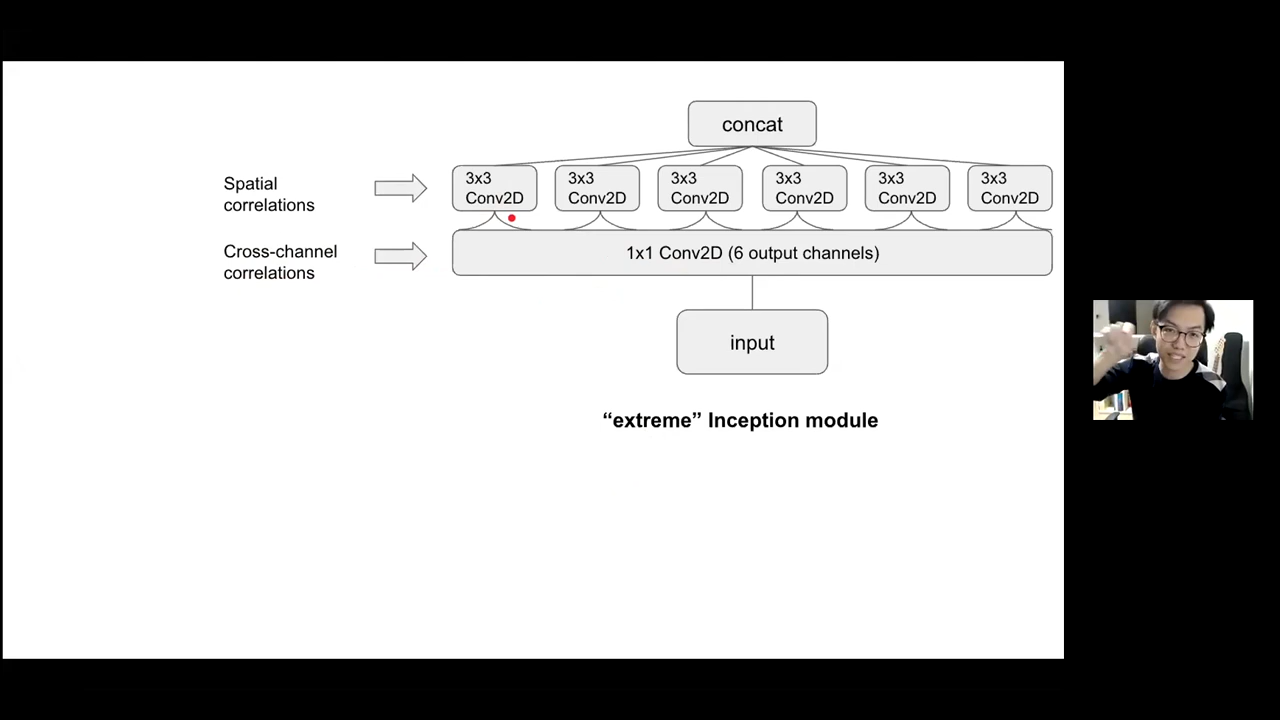 concat
Spatial
correlations
3x3
Conv2D
3x3
Conv2D
3x3
Conv2D
3x3
Conv2D
3x3
Conv2D
3x3
Conv2D
Cross-channel
correlations
1x1 Conv2D (6 output channels)
input
“extreme” Inception module